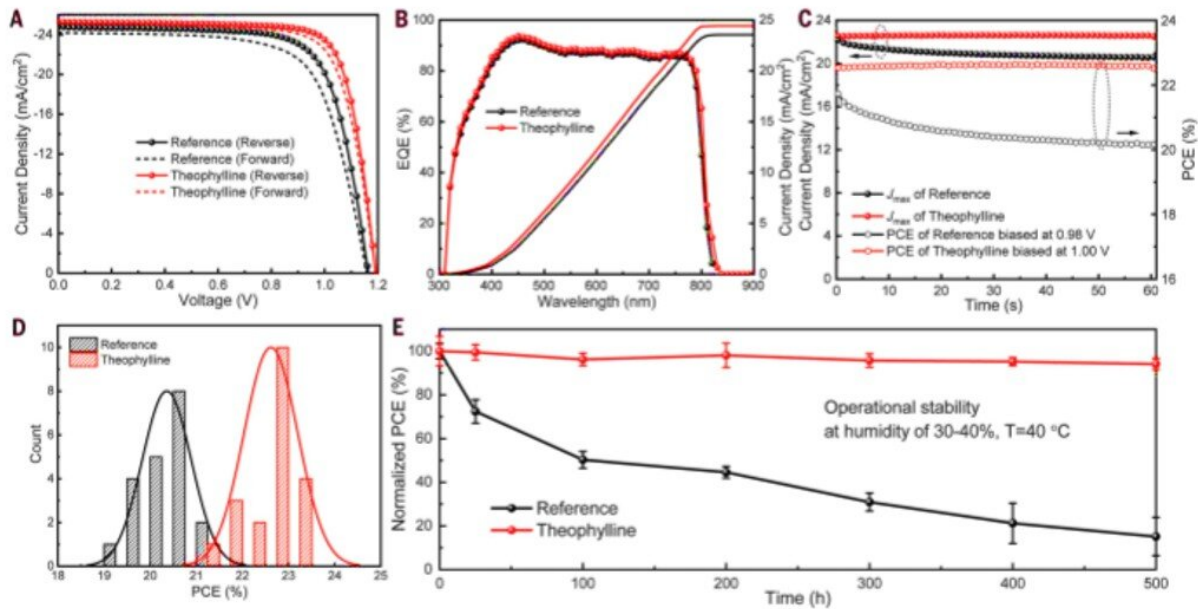 A
Current Density (mA/cm²)
-24
-20
-16
-12
-8
-4
0
Reference (Reverse)
Reference (Forward)
Theophylline (Reverse)
Theophylline (Forward)
0.0 0.2 0.4 0.6 0.8 1.0 1.2
Voltage (V)
B
EQE (%)
100
80
60
40
20
0
Reference
Theophylline
25
20
15
10
5
0
Current Density (mA/cm²)
300 400 500 600 700 800 900
Wavelength (nm)
C
Current Density (mA/cm²)
24
20
16
12
8
4
0
Jmax of Reference
Jmax of Theophylline
PCE of Reference biased at 0.98 V
PCE of Theophylline biased at 1.00 V
24
22
20
18
16
PCE (%)
0 10 20 30 40 50 60
Time (s)
D
Count
10
8
6
4
2
0
Reference
Theophylline
18 19 20 21 22 23 24 25
PCE (%)
E
Normalized PCE (%)
100
80
60
40
20
0
Operational stability
at humidity of 30-40%, T=40 °C
Reference
Theophylline
0 100 200 300 400 500
Time (h)